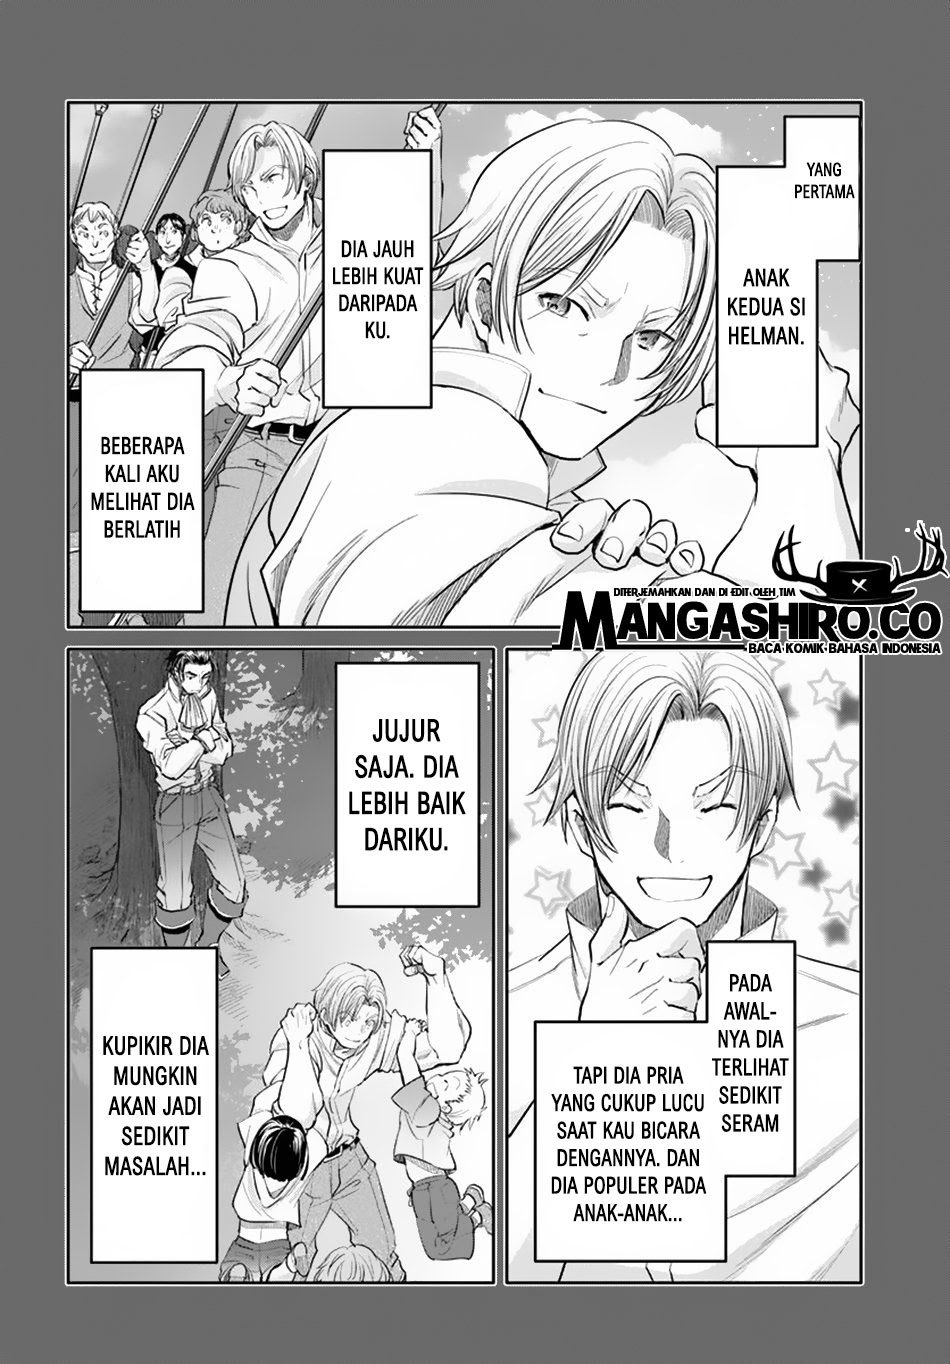 YANG
PERTAMA
ANAK
KEDUA SI
HELMAN.
DIA JAUH
LEBIH KUAT
DARIPADA
KU.
BEBERAPA
KALI AKU
MELIHAT DIA
BERLATIH
DITERJEMAHKAN DAN DI EDIT OLEH TIM
MANGASHIRO.CO
BACA KOMIK BAHASA INDONESIA
PADA
AWAL-
NYA DIA
TERLIHAT
SEDIKIT
SERAM
TAPI DIA PRIA
YANG CUKUP LUCU
SAAT KAU BICARA
DENGANNYA. DAN
DIA POPULER PADA
ANAK-ANAK...
JUJUR
SAJA. DIA
LEBIH BAIK
DARIKU.
KUPIKIR DIA
MUNGKIN
AKAN JADI
SEDIKIT
MASALAH...